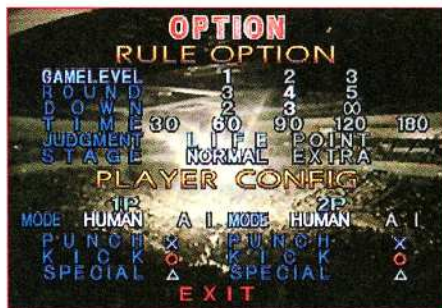 OPTION
RULE OPTION
GAMELEVEL 1 2 3
ROUND 3 4 5
DOWN 2 3 ∞
TIME 30 60 90 120 180
JUDGMENT LIFE POINT
STAGE NORMAL EXTRA
PLAYER CONFIG
1P 2P
MODE HUMAN A I MODE HUMAN A I
PUNCH X PUNCH X
KICK O KICK O
SPECIAL △ SPECIAL △
EXIT